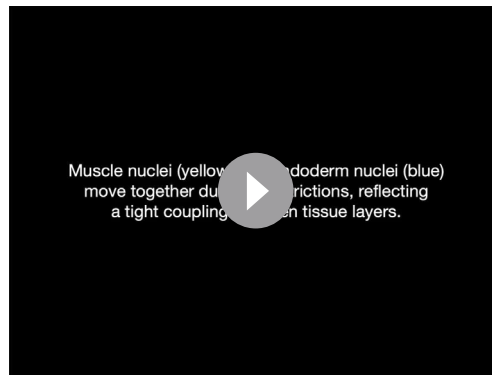 Muscle nuclei (yellow doderm nuclei (blue)
move together du rictions, reflecting
a tight coupling en tissue layers.